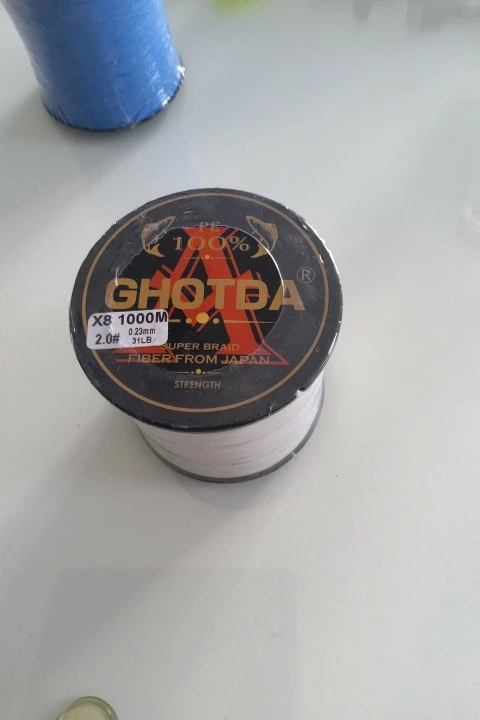 PE
100%
®
GHOTDA
X8 1000M
2.0# 0.23mm
31LB
SUPER BRAID
FIBER FROM JAPAN
STRENGTH